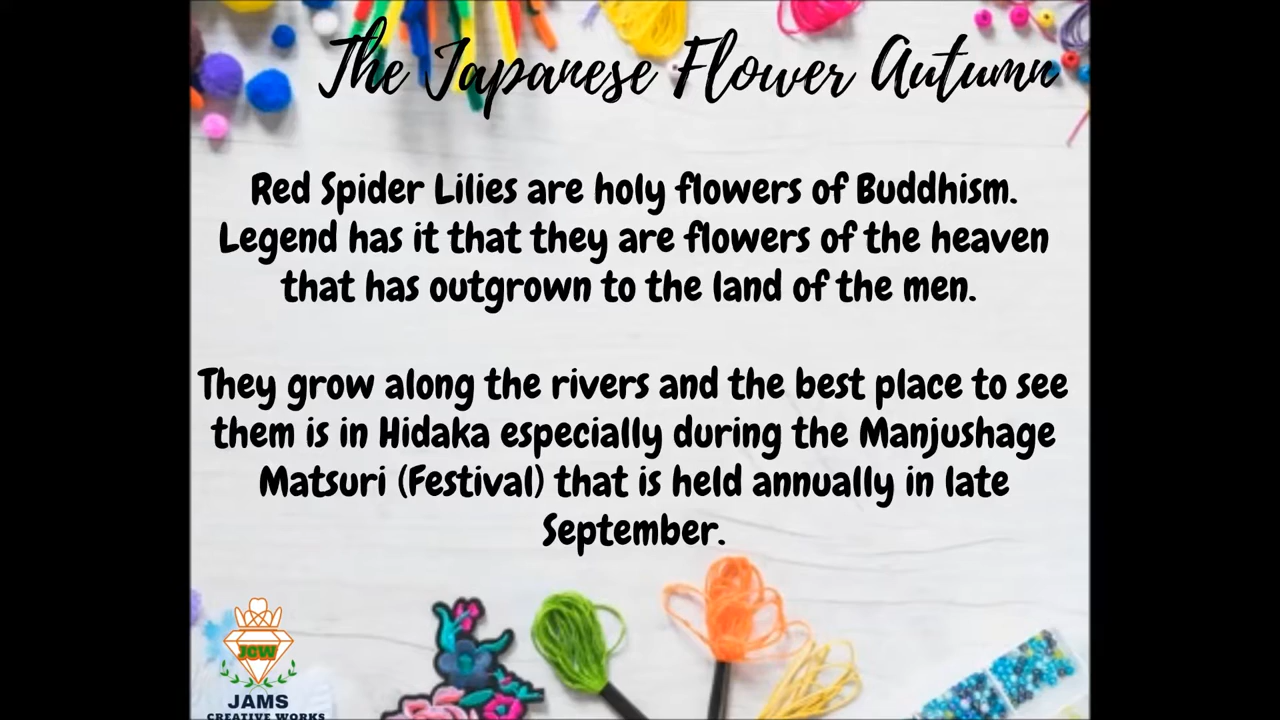 The Japanese Flower Autumn
Red Spider Lilies are holy flowers of Buddhism.
Legend has it that they are flowers of the heaven
that has outgrown to the land of the men.
They grow along the rivers and the best place to see
them is in Hidaka especially during the Manjushage
Matsuri (Festival) that is held annually in late
September.
JCW
JAMS
CREATIVE WORKS